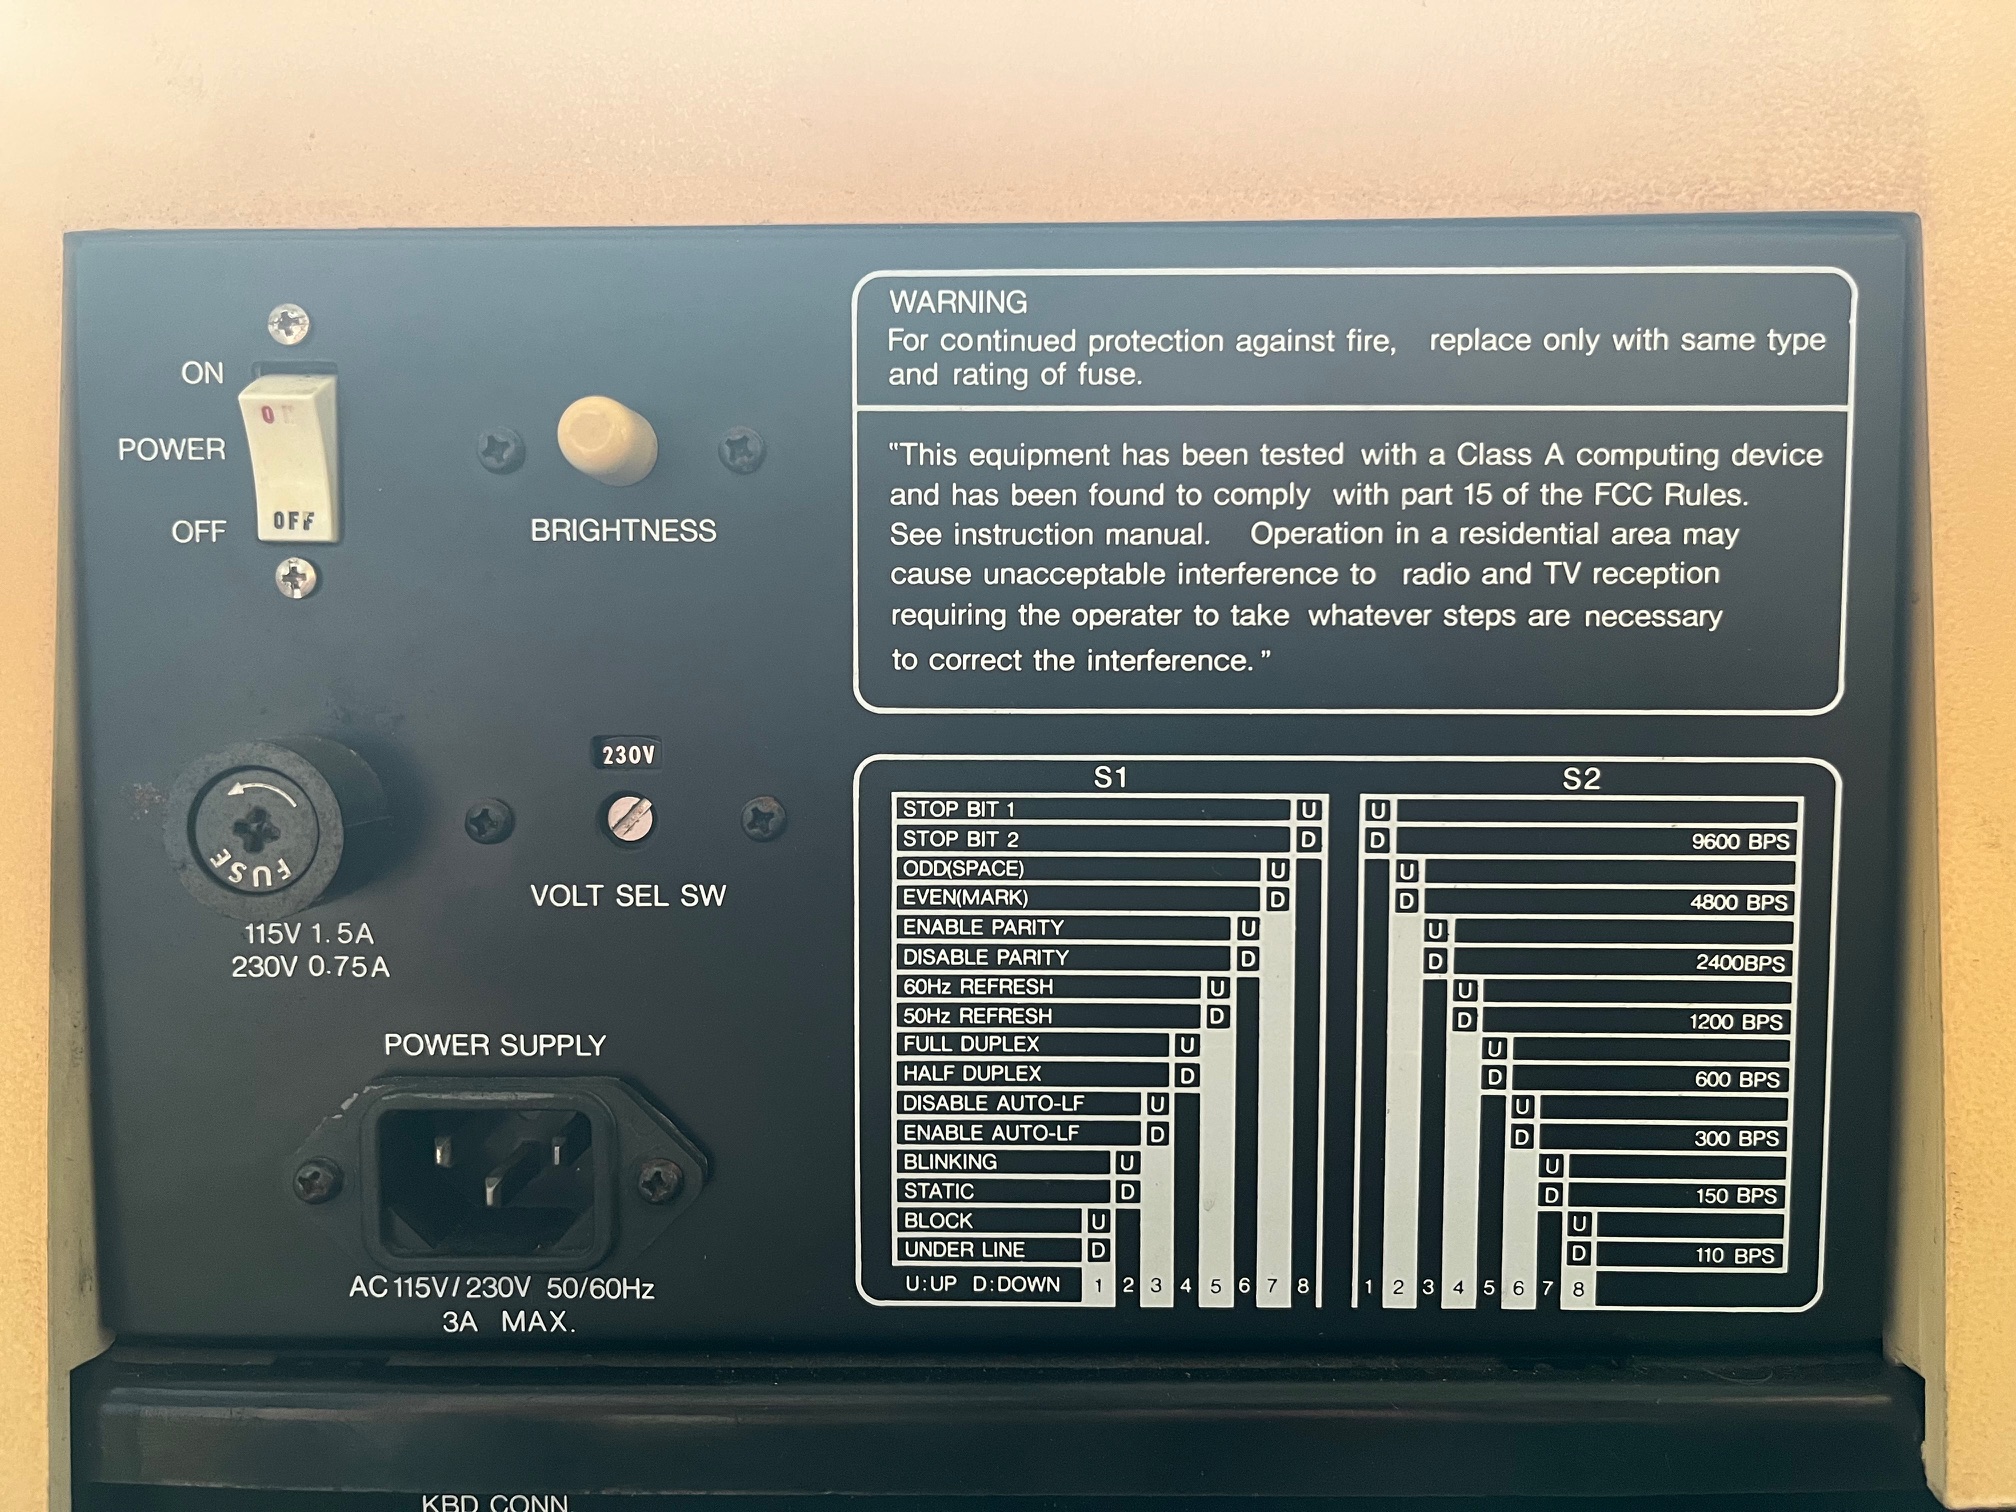 ON
POWER
OFF
OFF
BRIGHTNESS
WARNING
For continued protection against fire, replace only with same type
and rating of fuse.
"This equipment has been tested with a Class A computing device
and has been found to comply with part 15 of the FCC Rules.
See instruction manual. Operation in a residential area may
cause unacceptable interference to radio and TV reception
requiring the operater to take whatever steps are necessary
to correct the interference."
FUSE
115V 1.5A
230V 0.75A
230V
VOLT SEL SW
POWER SUPPLY
AC 115V/230V 50/60Hz
3A MAX.
S1
STOP BIT 1 U
STOP BIT 2 D
ODD(SPACE) U
EVEN(MARK) D
ENABLE PARITY U
DISABLE PARITY D
60Hz REFRESH U
50Hz REFRESH D
FULL DUPLEX U
HALF DUPLEX D
DISABLE AUTO-LF U
ENABLE AUTO-LF D
BLINKING U
STATIC D
BLOCK U
UNDER LINE D
U:UP D:DOWN 1 2 3 4 5 6 7 8
S2
U
D 9600 BPS
U
D 4800 BPS
U
D 2400BPS
U
D 1200 BPS
U
D 600 BPS
U
D 300 BPS
U
D 150 BPS
U
D 110 BPS
1 2 3 4 5 6 7 8
KBD CONN.